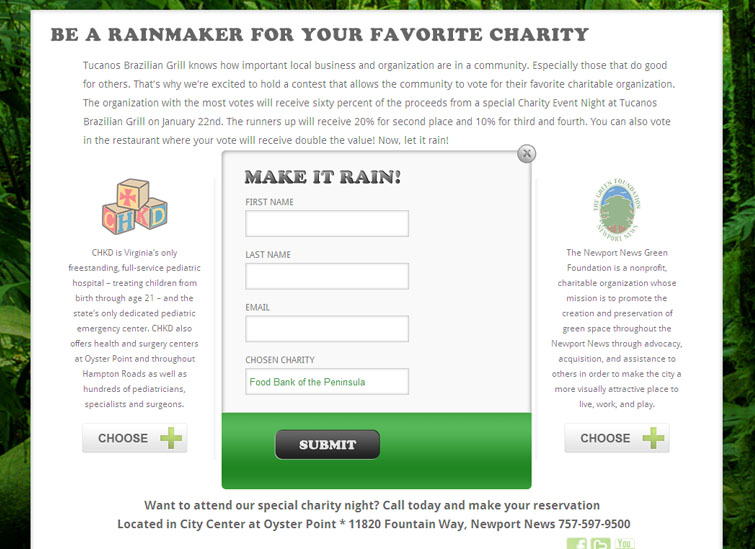 BE A RAINMAKER FOR YOUR FAVORITE CHARITY
Tucanos Brazilian Grill knows how important local business and organization are in a community. Especially those that do good
for others. That's why we're excited to hold a contest that allows the community to vote for their favorite charitable organization.
The organization with the most votes will receive sixty percent of the proceeds from a special Charity Event Night at Tucanos
Brazilian Grill on January 22nd. The runners up will receive 20% for second place and 10% for third and fourth. You can also vote
in the restaurant where your vote will receive double the value! Now, let it rain!
CHKD
CHKD is Virginia's only
freestanding, full-service pediatric
hospital – treating children from
birth through age 21 – and the
state's only dedicated pediatric
emergency center. CHKD also
offers health and surgery centers
at Oyster Point and throughout
Hampton Roads as well as
hundreds of pediatricians,
specialists and surgeons.
CHOOSE
X
MAKE IT RAIN!
FIRST NAME
LAST NAME
EMAIL
CHOSEN CHARITY
Food Bank of the Peninsula
SUBMIT
THE GREEN FOUNDATION
NEWPORT NEWS
The Newport News Green
Foundation is a nonprofit,
charitable organization whose
mission is to promote the
creation and preservation of
green space throughout the
Newport News through advocacy,
acquisition, and assistance to
others in order to make the city a
more visually attractive place to
live, work, and play.
CHOOSE
Want to attend our special charity night? Call today and make your reservation
Located in City Center at Oyster Point * 11820 Fountain Way, Newport News 757-597-9500
You